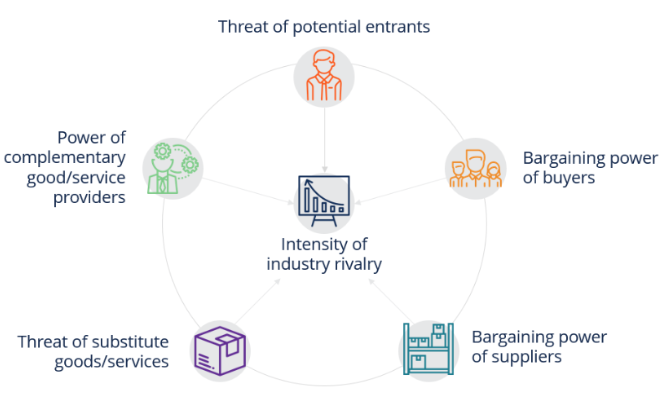 Threat of potential entrants
Power of
complementary
good/service
providers
Bargaining power
of buyers
Intensity of
industry rivalry
Threat of substitute
goods/services
Bargaining power
of suppliers